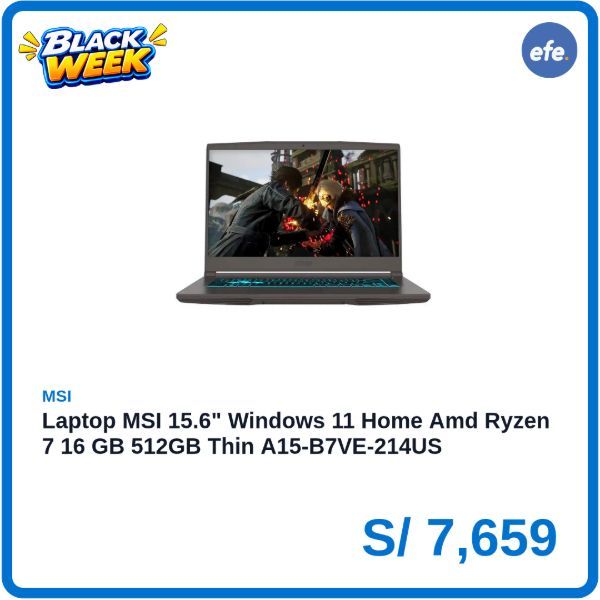 BLACK
WEEK
efe.
MSI
Laptop MSI 15.6" Windows 11 Home Amd Ryzen
7 16 GB 512GB Thin A15-B7VE-214US
S/ 7,659